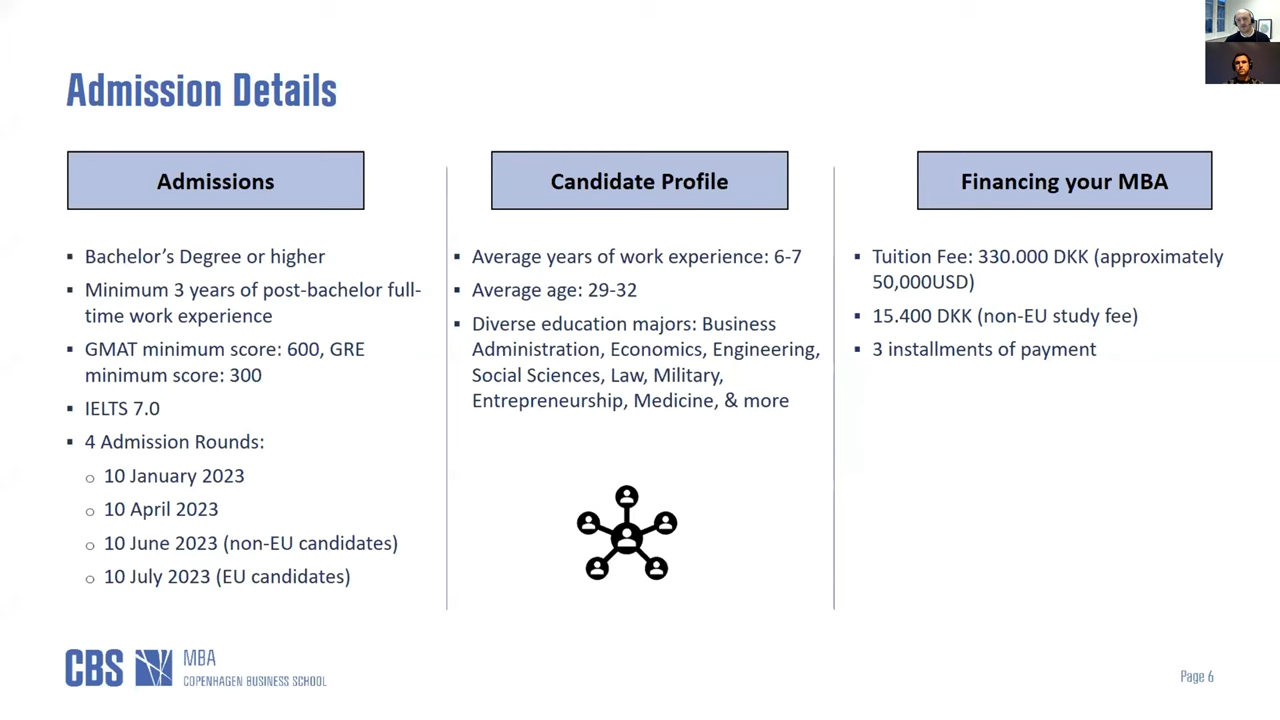 Admission Details
Admissions
▪ Bachelor's Degree or higher
▪ Minimum 3 years of post-bachelor full-
time work experience
▪ GMAT minimum score: 600, GRE
minimum score: 300
▪ IELTS 7.0
▪ 4 Admission Rounds:
o 10 January 2023
o 10 April 2023
o 10 June 2023 (non-EU candidates)
o 10 July 2023 (EU candidates)
Candidate Profile
▪ Average years of work experience: 6-7
▪ Average age: 29-32
▪ Diverse education majors: Business
Administration, Economics, Engineering,
Social Sciences, Law, Military,
Entrepreneurship, Medicine, & more
Financing your MBA
▪ Tuition Fee: 330.000 DKK (approximately
50,000USD)
▪ 15.400 DKK (non-EU study fee)
▪ 3 installments of payment
CBS MBA
COPENHAGEN BUSINESS SCHOOL
Page 6